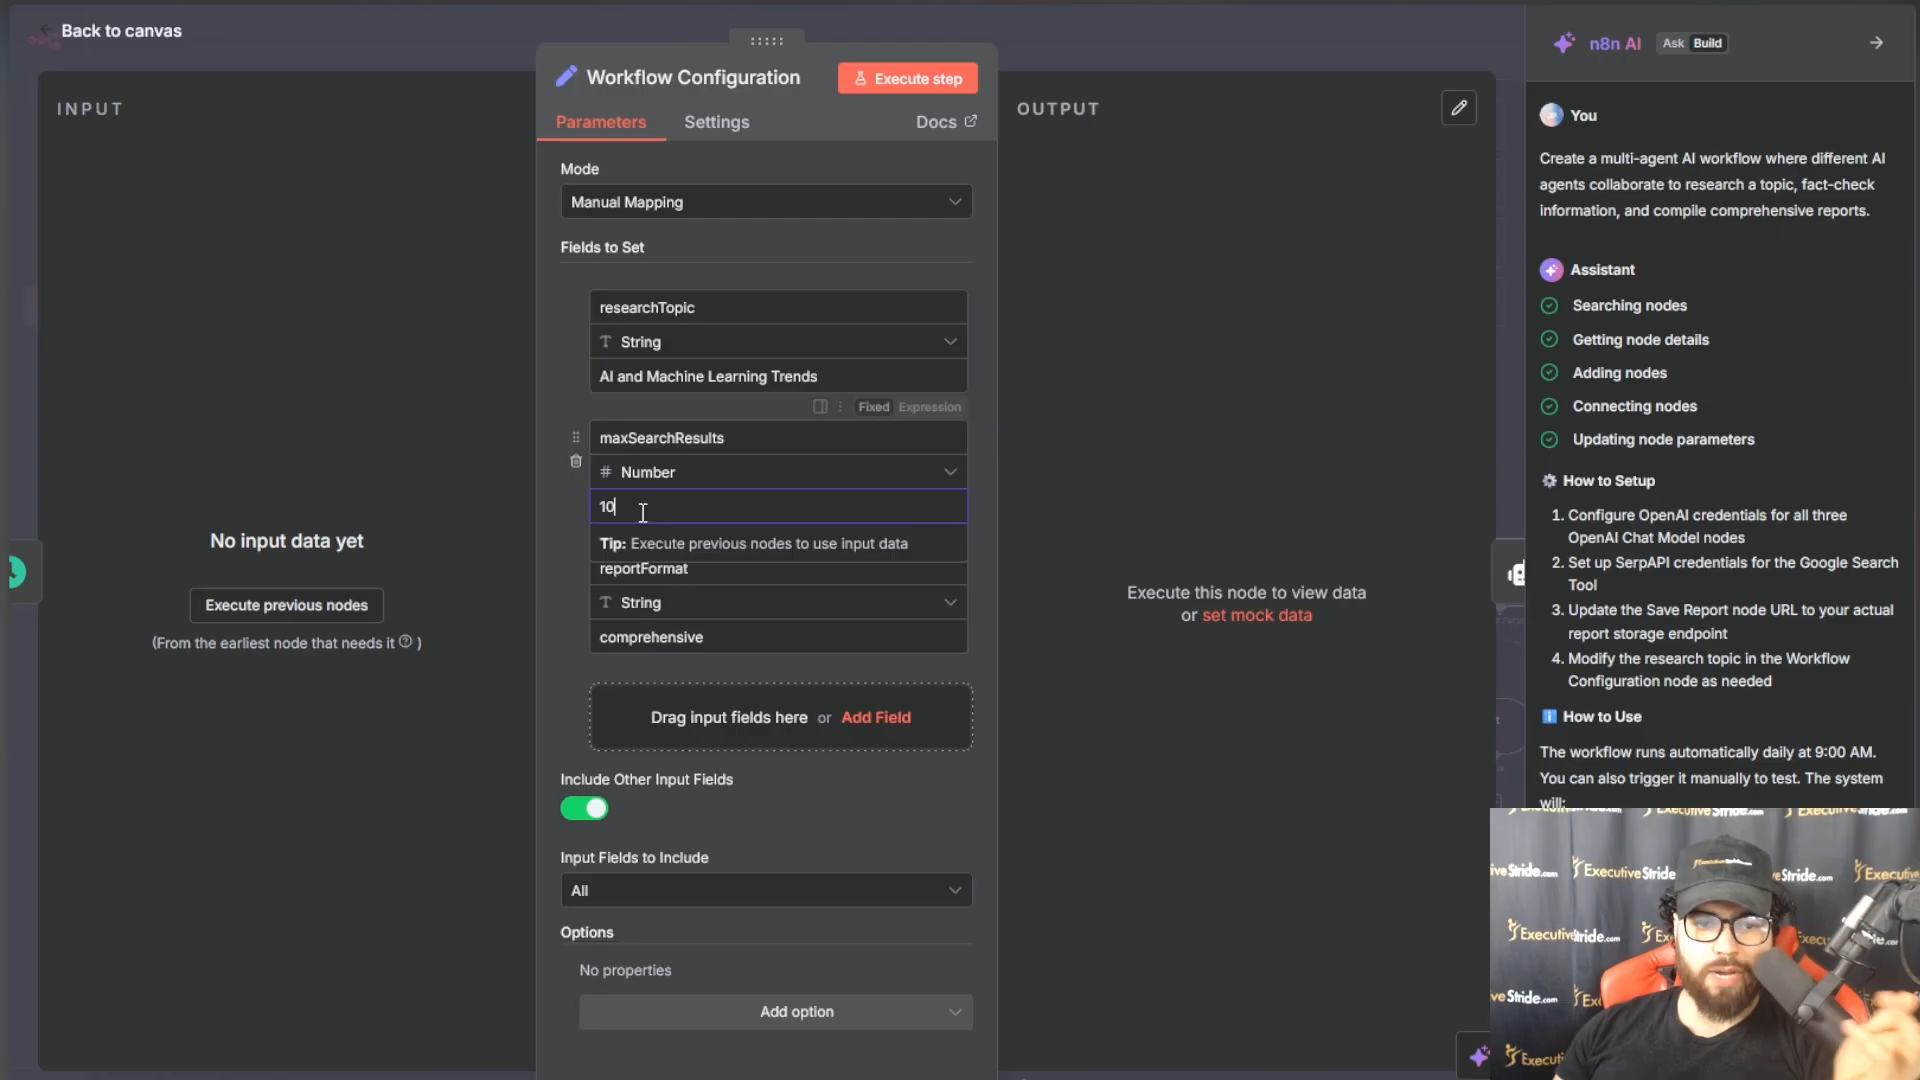 Back to canvas
INPUT
No input data yet
Execute previous nodes
(From the earliest node that needs it ? )
Workflow Configuration
Execute step
Parameters
Settings
Docs
Mode
Manual Mapping
Fields to Set
researchTopic
T String
AI and Machine Learning Trends
Fixed Expression
maxSearchResults
# Number
10
Tip: Execute previous nodes to use input data
reportFormat
T String
comprehensive
Drag input fields here or Add Field
Include Other Input Fields
Input Fields to Include
All
Options
No properties
Add option
OUTPUT
Execute this node to view data
or set mock data
n8n AI
Ask Build
You
Create a multi-agent AI workflow where different AI
agents collaborate to research a topic, fact-check
information, and compile comprehensive reports.
Assistant
Searching nodes
Getting node details
Adding nodes
Connecting nodes
Updating node parameters
How to Setup
1. Configure OpenAI credentials for all three
OpenAI Chat Model nodes
2. Set up SerpAPI credentials for the Google Search
Tool
3. Update the Save Report node URL to your actual
report storage endpoint
4. Modify the research topic in the Workflow
Configuration node as needed
How to Use
The workflow runs automatically daily at 9:00 AM.
You can also trigger it manually to test. The system
will:
ExecutiveStride.com